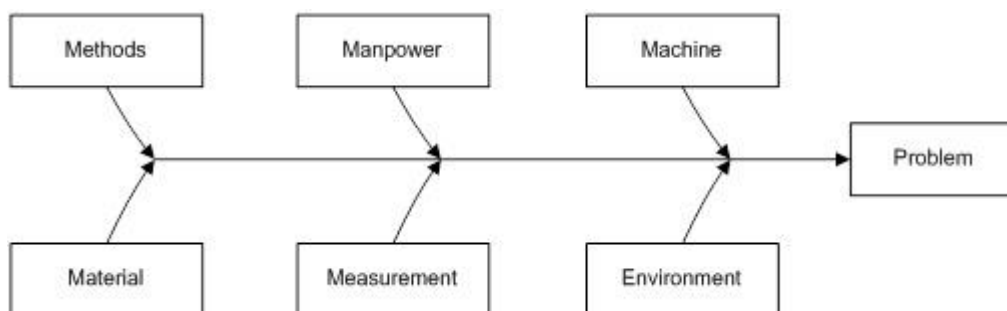 Methods
Manpower
Machine
Problem
Material
Measurement
Environment